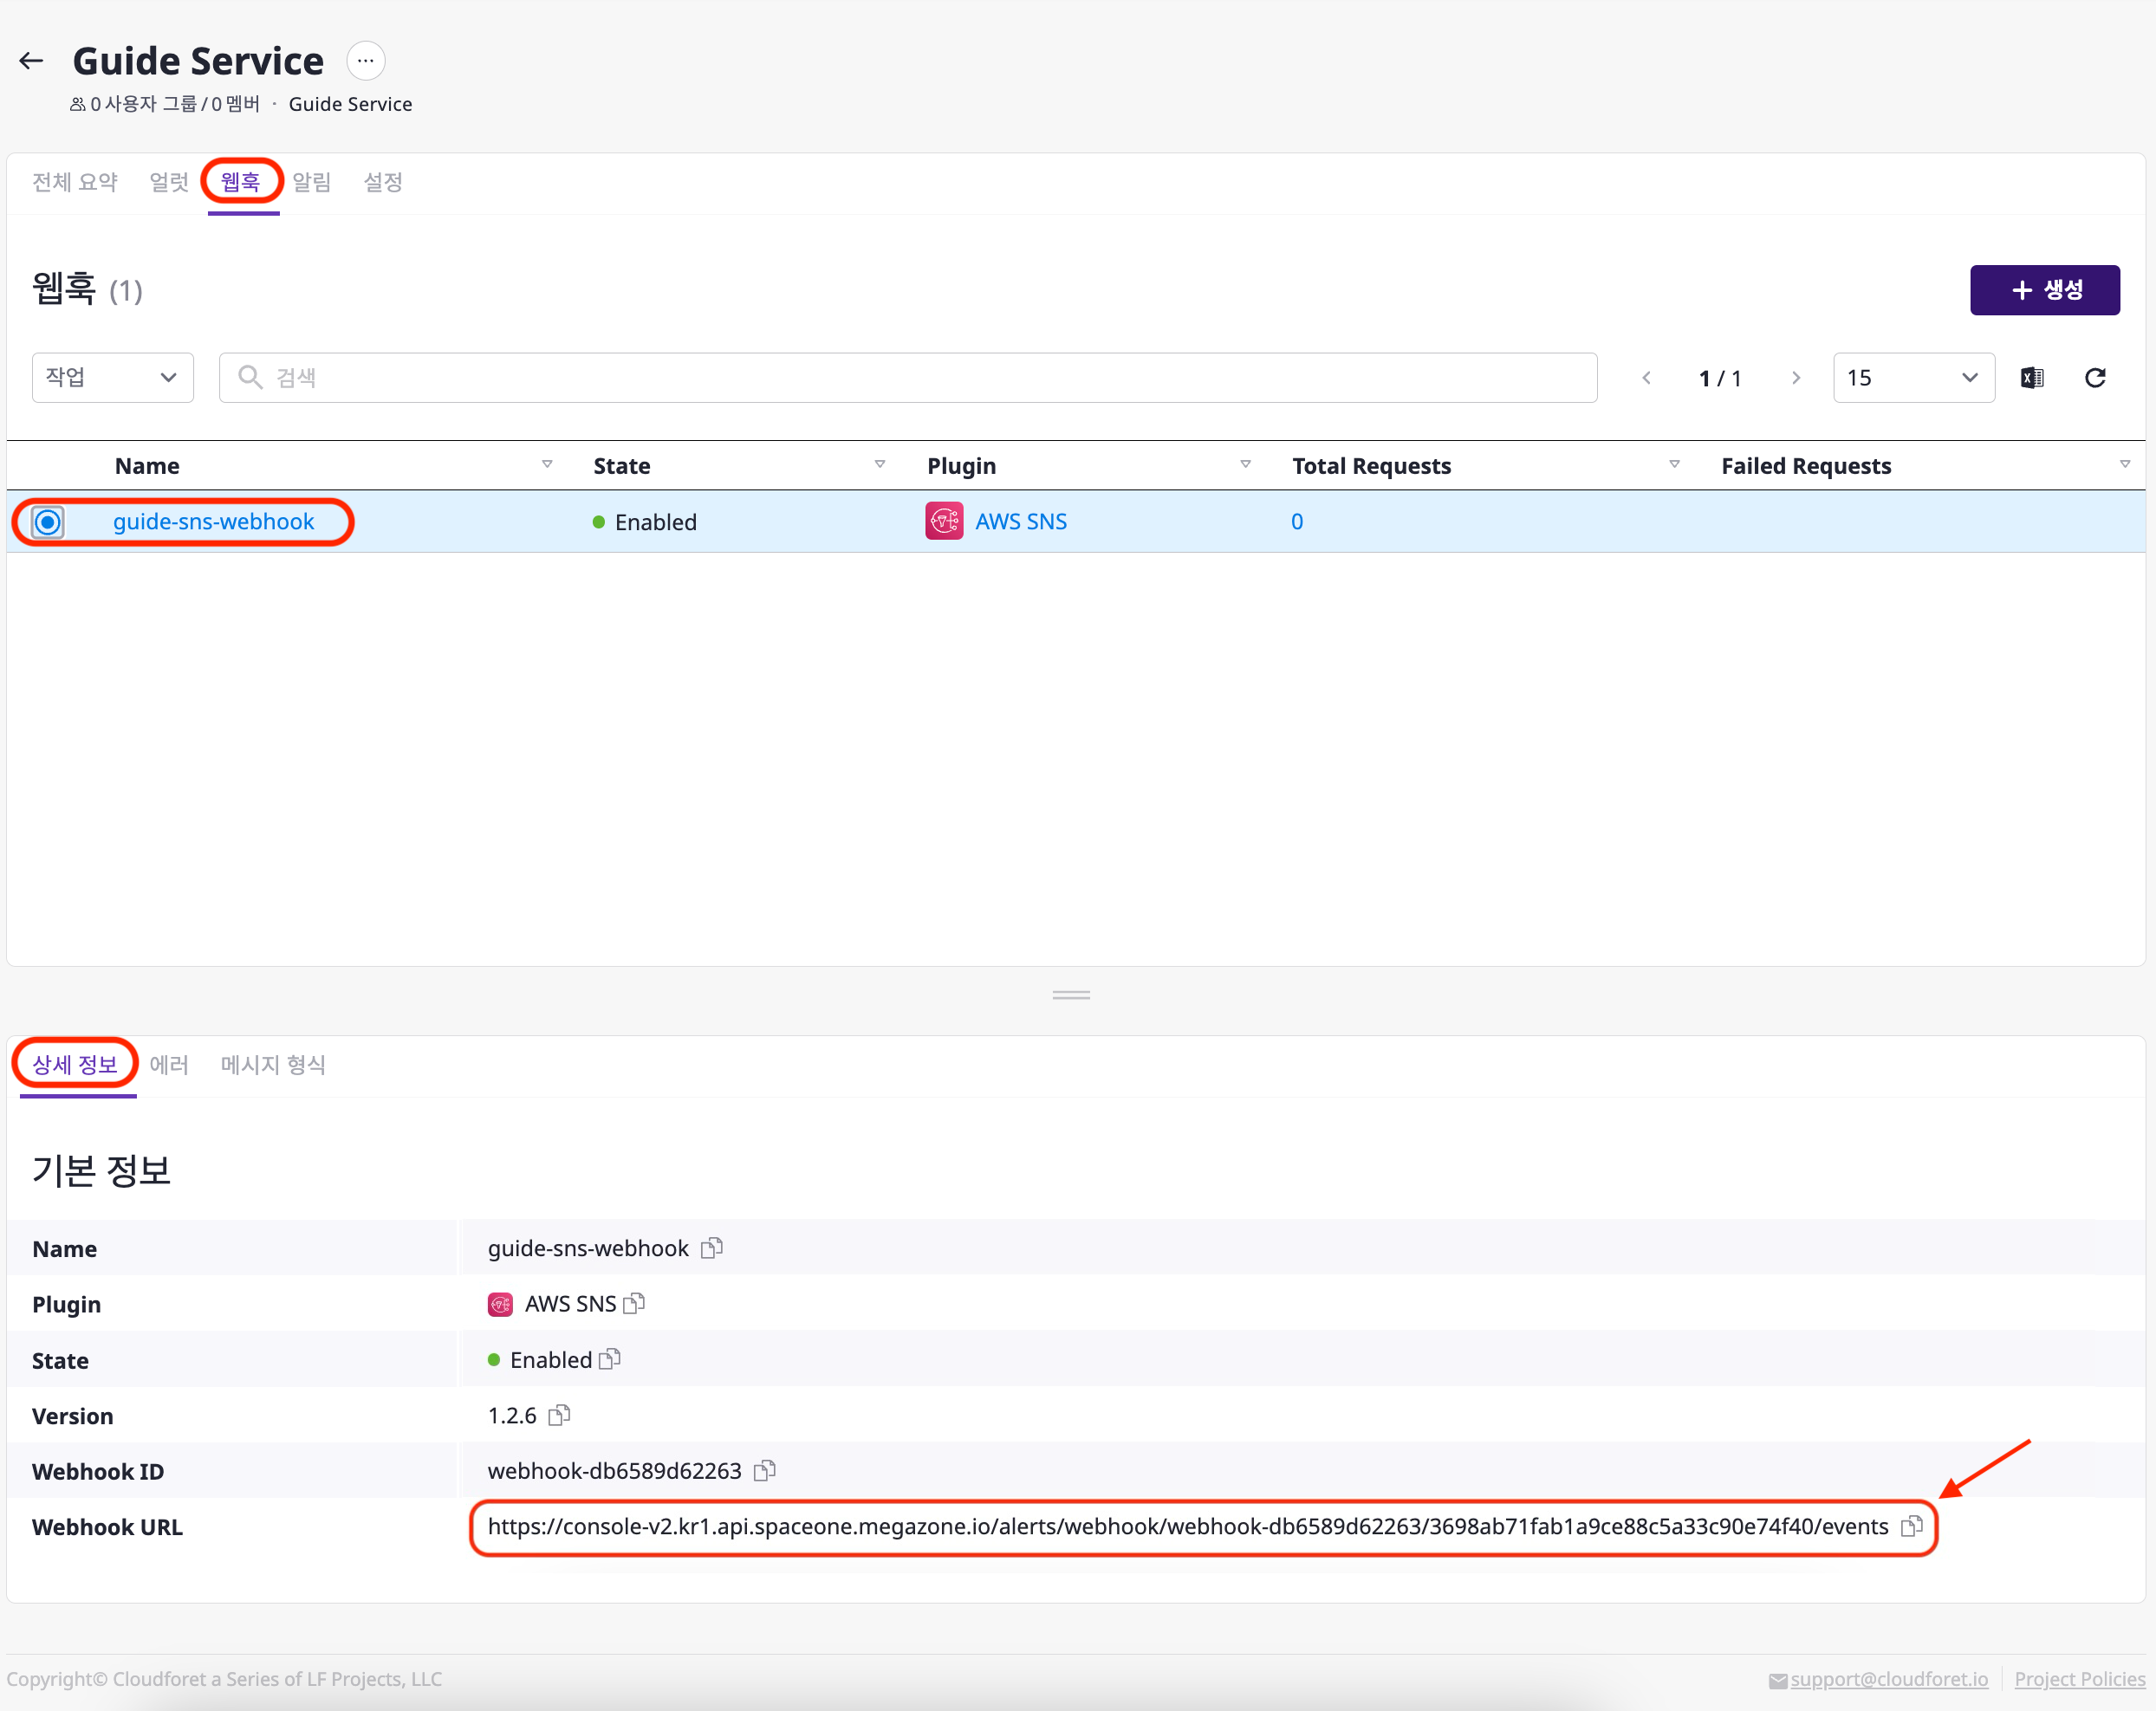 Guide Service
0 사용자 그룹 / 0 멤버 · Guide Service
전체 요약 얼럿 웹훅 알림 설정
웹훅 (1)
+ 생성
작업 검색 1 / 1 15
Name State Plugin Total Requests Failed Requests
guide-sns-webhook Enabled AWS SNS 0
상세 정보 에러 메시지 형식
기본 정보
Name guide-sns-webhook
Plugin AWS SNS
State Enabled
Version 1.2.6
Webhook ID webhook-db6589d62263
Webhook URL https://console-v2.kr1.api.spaceone.megazone.io/alerts/webhook/webhook-db6589d62263/3698ab71fab1a9ce88c5a33c90e74f40/events
Copyright© Cloudforet a Series of LF Projects, LLC support@cloudforet.io Project Policies